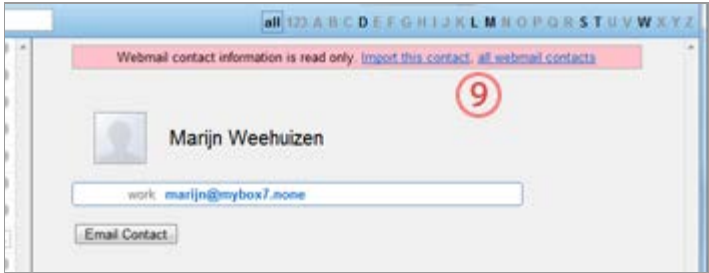 all 123 A B C D E F G H I J K L M N O P Q R S T U V W X Y Z
Webmail contact information is read only. Import this contact, all webmail contacts
9
Marijn Weehuizen
work marijn@mybox7.none
Email Contact